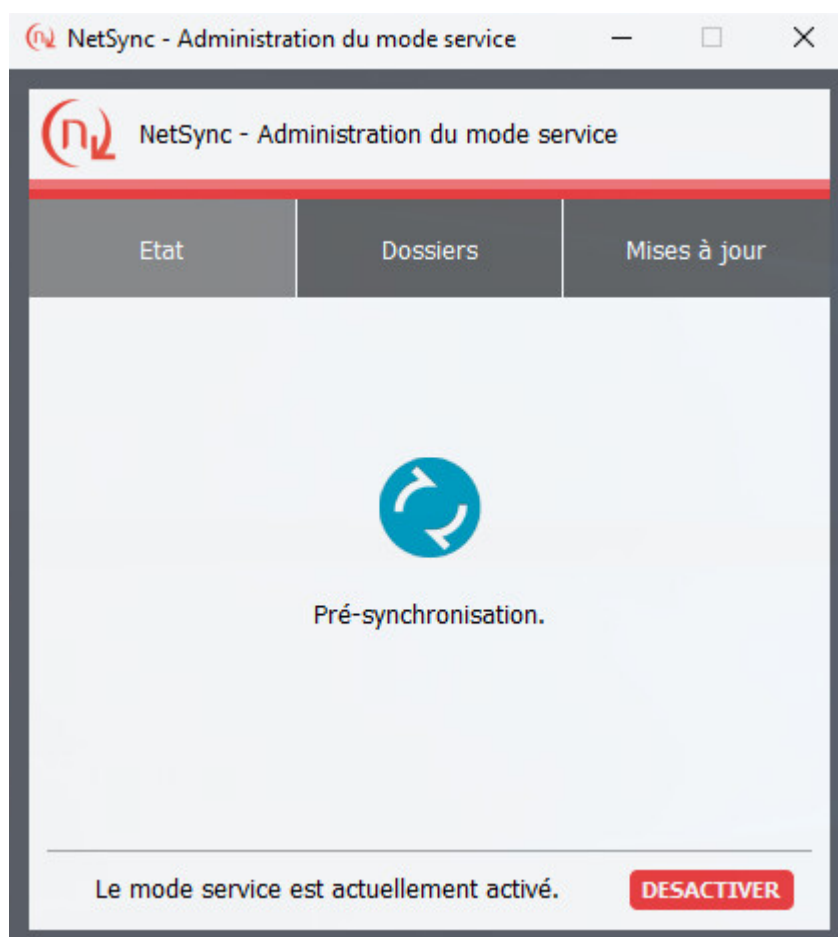 NetSync - Administration du mode service
NetSync - Administration du mode service
Etat
Dossiers
Mises à jour
Pré-synchronisation.
Le mode service est actuellement activé.
DESACTIVER